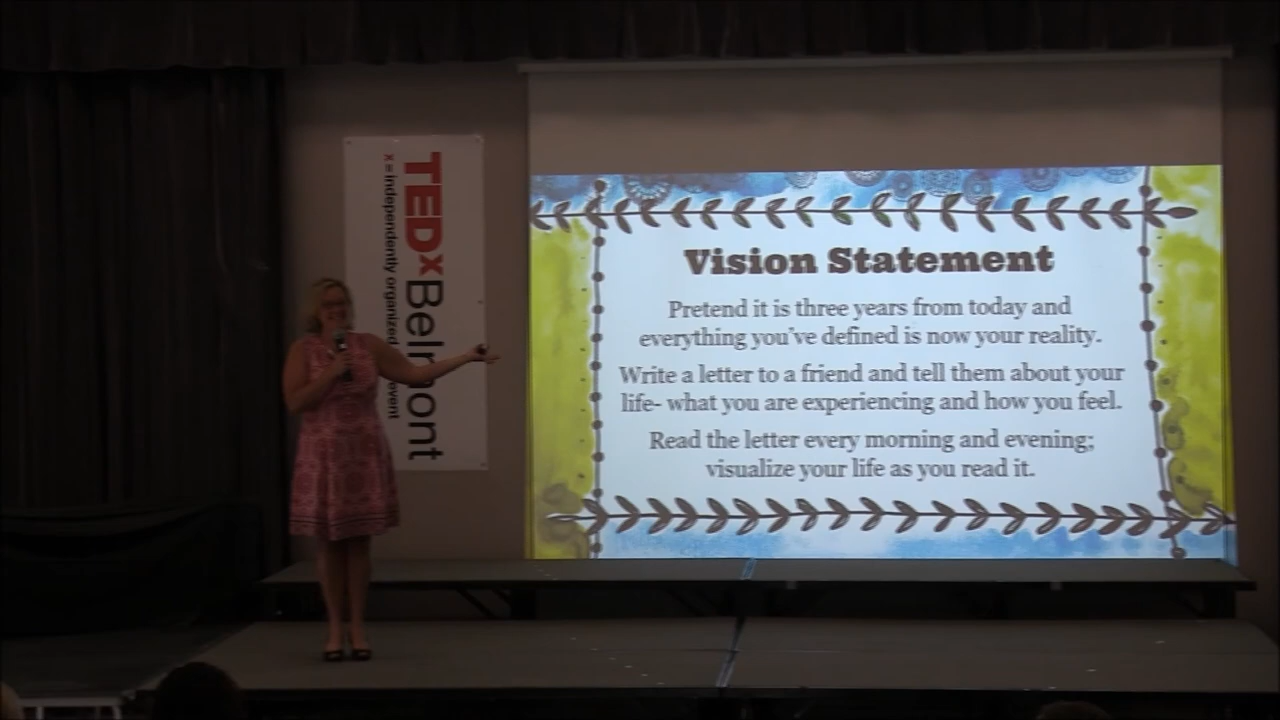 TEDxBelmont
x = independently organized event
Vision Statement
Pretend it is three years from today and
everything you've defined is now your reality.
Write a letter to a friend and tell them about your
life- what you are experiencing and how you feel.
Read the letter every morning and evening;
visualize your life as you read it.